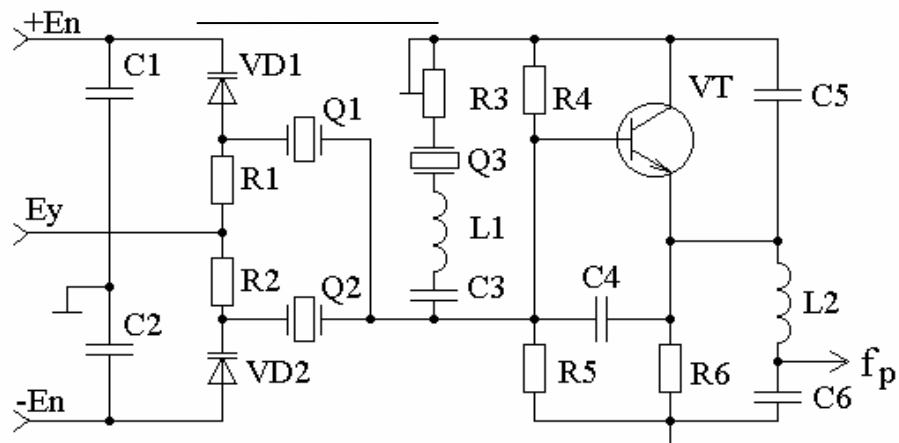 +En
C1
VD1
Q1
R1
Ey
R2
Q2
C2
VD2
-En
R3
Q3
L1
C3
R4
VT
C5
C4
L2
R5
R6
C6
fp